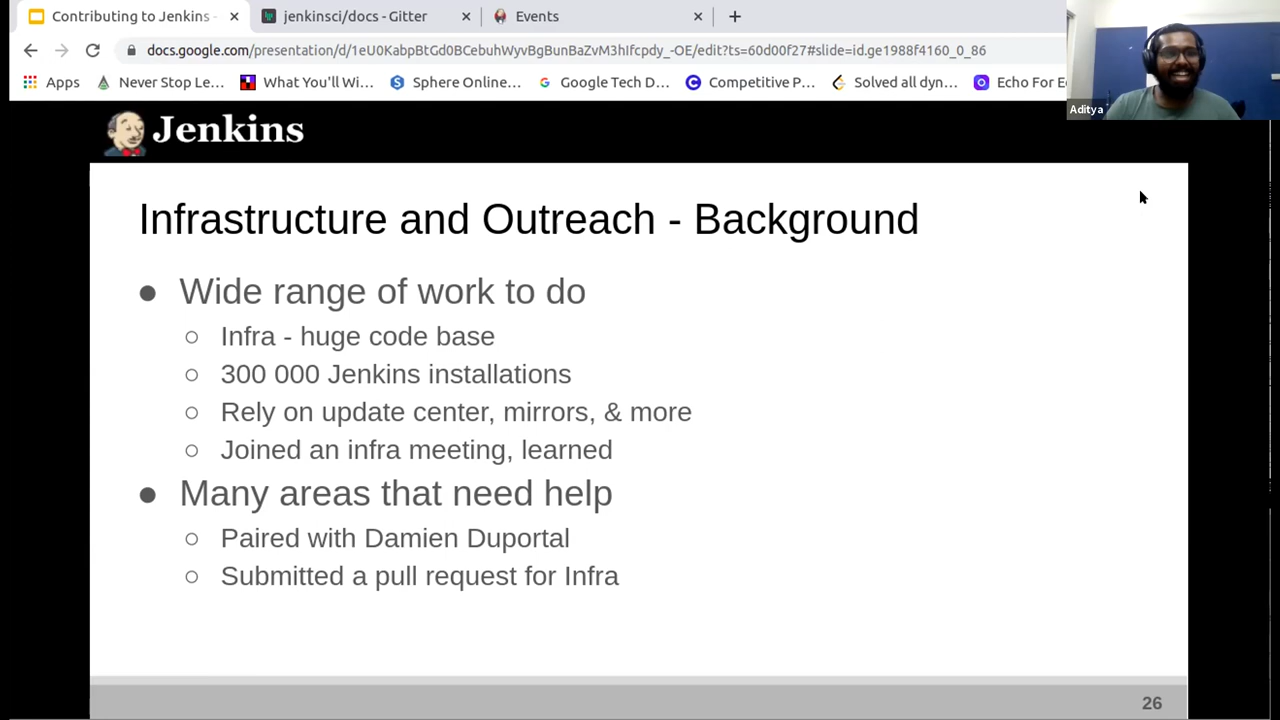 Contributing to Jenkins -
jenkinsci/docs - Gitter
Events
docs.google.com/presentation/d/1eU0KabpBtGd0BCebuhWyvBgBunBaZvM3hIfcpdy_-OE/edit?ts=60d00f27#slide=id.ge1988f4160_0_86
Apps
Never Stop Le...
What You'll Wi...
Sphere Online...
Google Tech D...
Competitive P...
Solved all dyn...
Echo For E
Aditya
Jenkins
Infrastructure and Outreach - Background
● Wide range of work to do
○ Infra - huge code base
○ 300 000 Jenkins installations
○ Rely on update center, mirrors, & more
○ Joined an infra meeting, learned
● Many areas that need help
○ Paired with Damien Duportal
○ Submitted a pull request for Infra
26